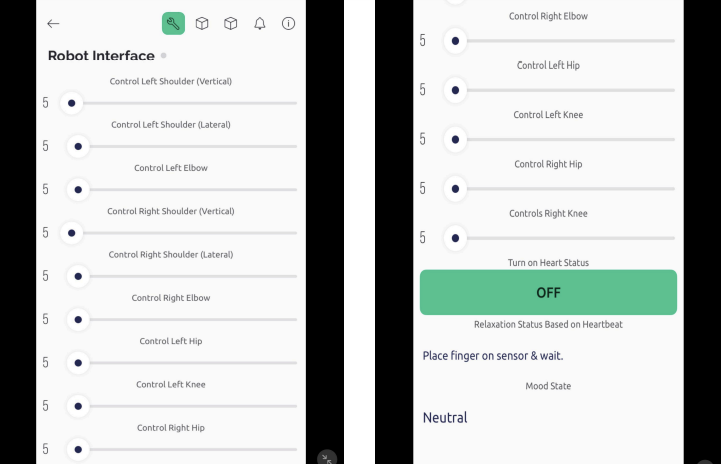 Robot Interface
Control Left Shoulder (Vertical)
5
Control Left Shoulder (Lateral)
5
Control Left Elbow
5
Control Right Shoulder (Vertical)
5
Control Right Shoulder (Lateral)
5
Control Right Elbow
5
Control Left Hip
5
Control Left Knee
5
Control Right Hip
5
Control Right Elbow
5
Control Left Hip
5
Control Left Knee
5
Control Right Hip
5
Controls Right Knee
5
Turn on Heart Status
OFF
Relaxation Status Based on Heartbeat
Place finger on sensor & wait.
Mood State
Neutral